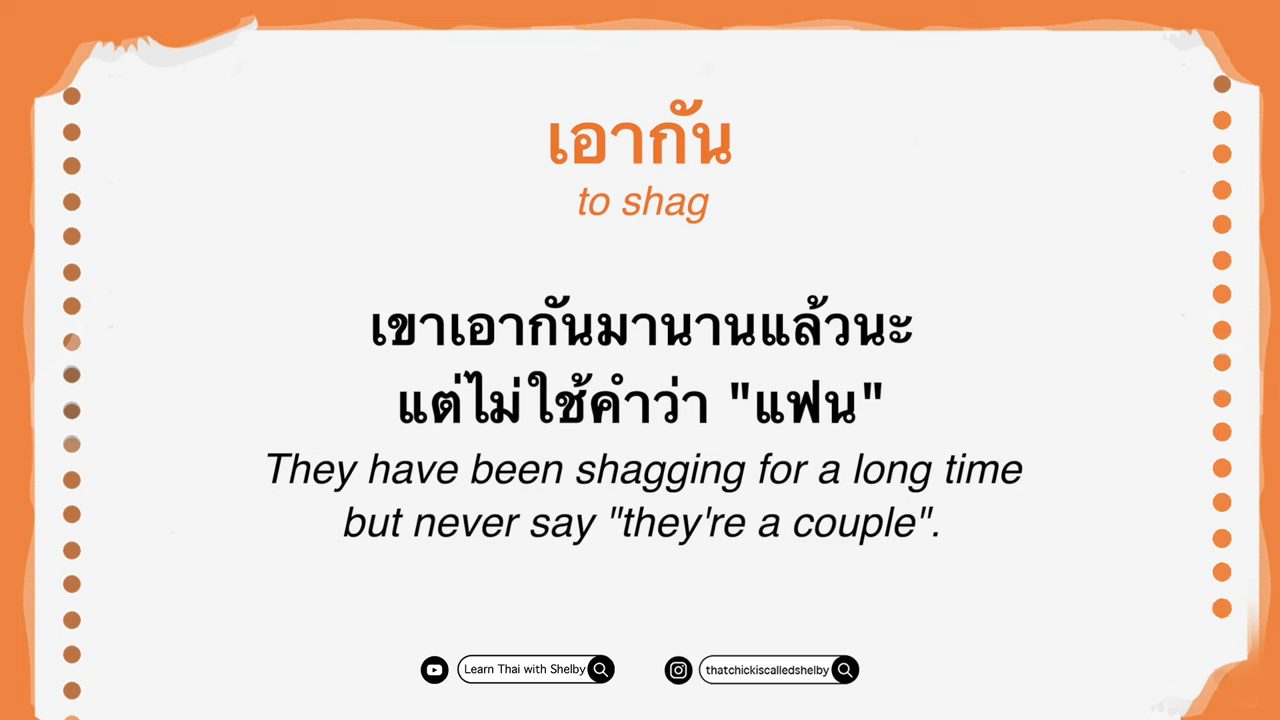 เอากัน
to shag
เขาเอากันมานานแล้วนะ
แต่ไม่ใช้คำว่า "แฟน"
They have been shagging for a long time
but never say "they're a couple".
Learn Thai with Shelby
thatchickiscalledshelby